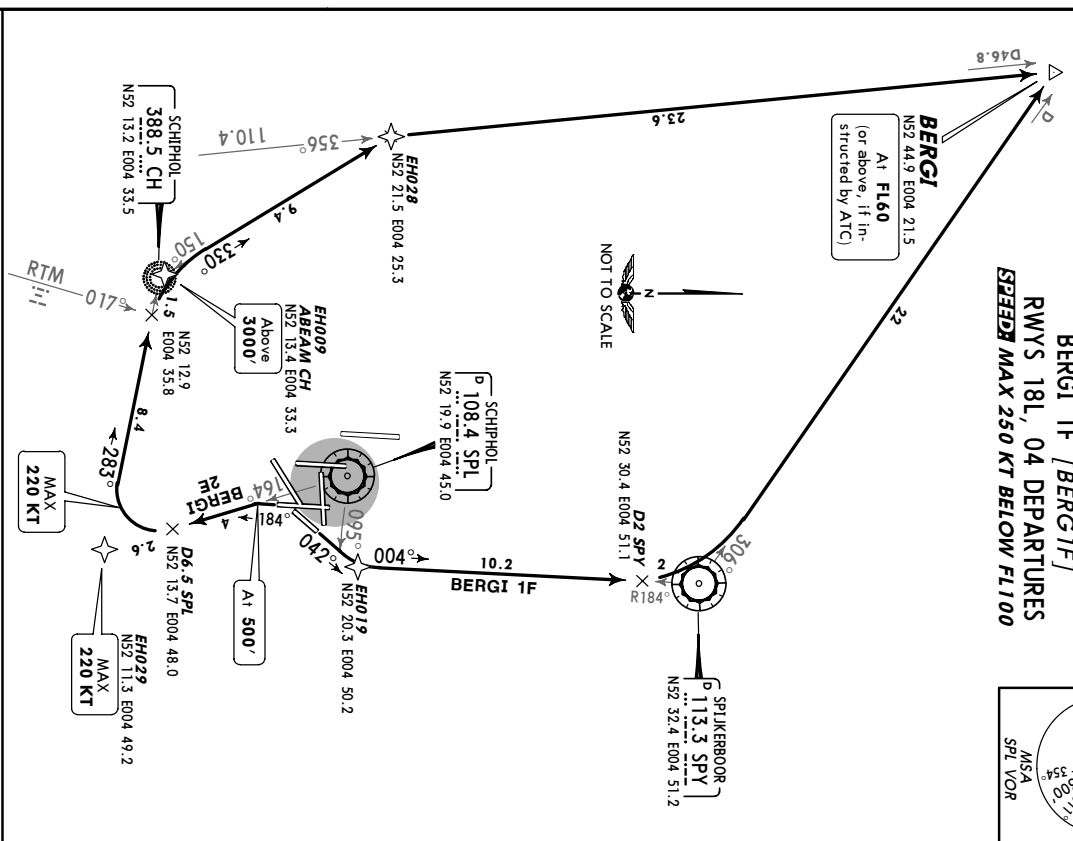 BERGI 1F [BERG1F]
RWYS 18L, 04 DEPARTURES
SPEED: MAX 250 KT BELOW FL100
MSA
SPL VOR
354°
D46.8
D
BERGI
N52 44.9 E004 21.5
At FL60
(or above, if in-
structed by ATC)
23.6
22
110.4
356°
EH028
N52 21.5 E004 25.3
9.4
330°
150°
SCHIPHOL
388.5 CH
N52 13.2 E004 33.5
RTM
017°
1.5
N52 12.9
E004 35.8
EH009
ABEAM CH
N52 13.4 E004 33.3
Above
3000'
NOT TO SCALE
N
SCHIPHOL
D 108.4 SPL
N52 19.9 E004 45.0
8.4
283°
MAX
220 KT
2.6
D6.5 SPL
N52 13.7 E004 48.0
EH029
N52 11.3 E004 49.2
MAX
220 KT
BERGI
2E
4
184°
164°
At 500'
095°
042°
004°
EH019
N52 20.3 E004 50.2
10.2
BERGI 1F
D2 SPY
N52 30.4 E004 51.1
2
R184°
306°
SPIJKERBOOR
D 113.3 SPY
N52 32.4 E004 51.2